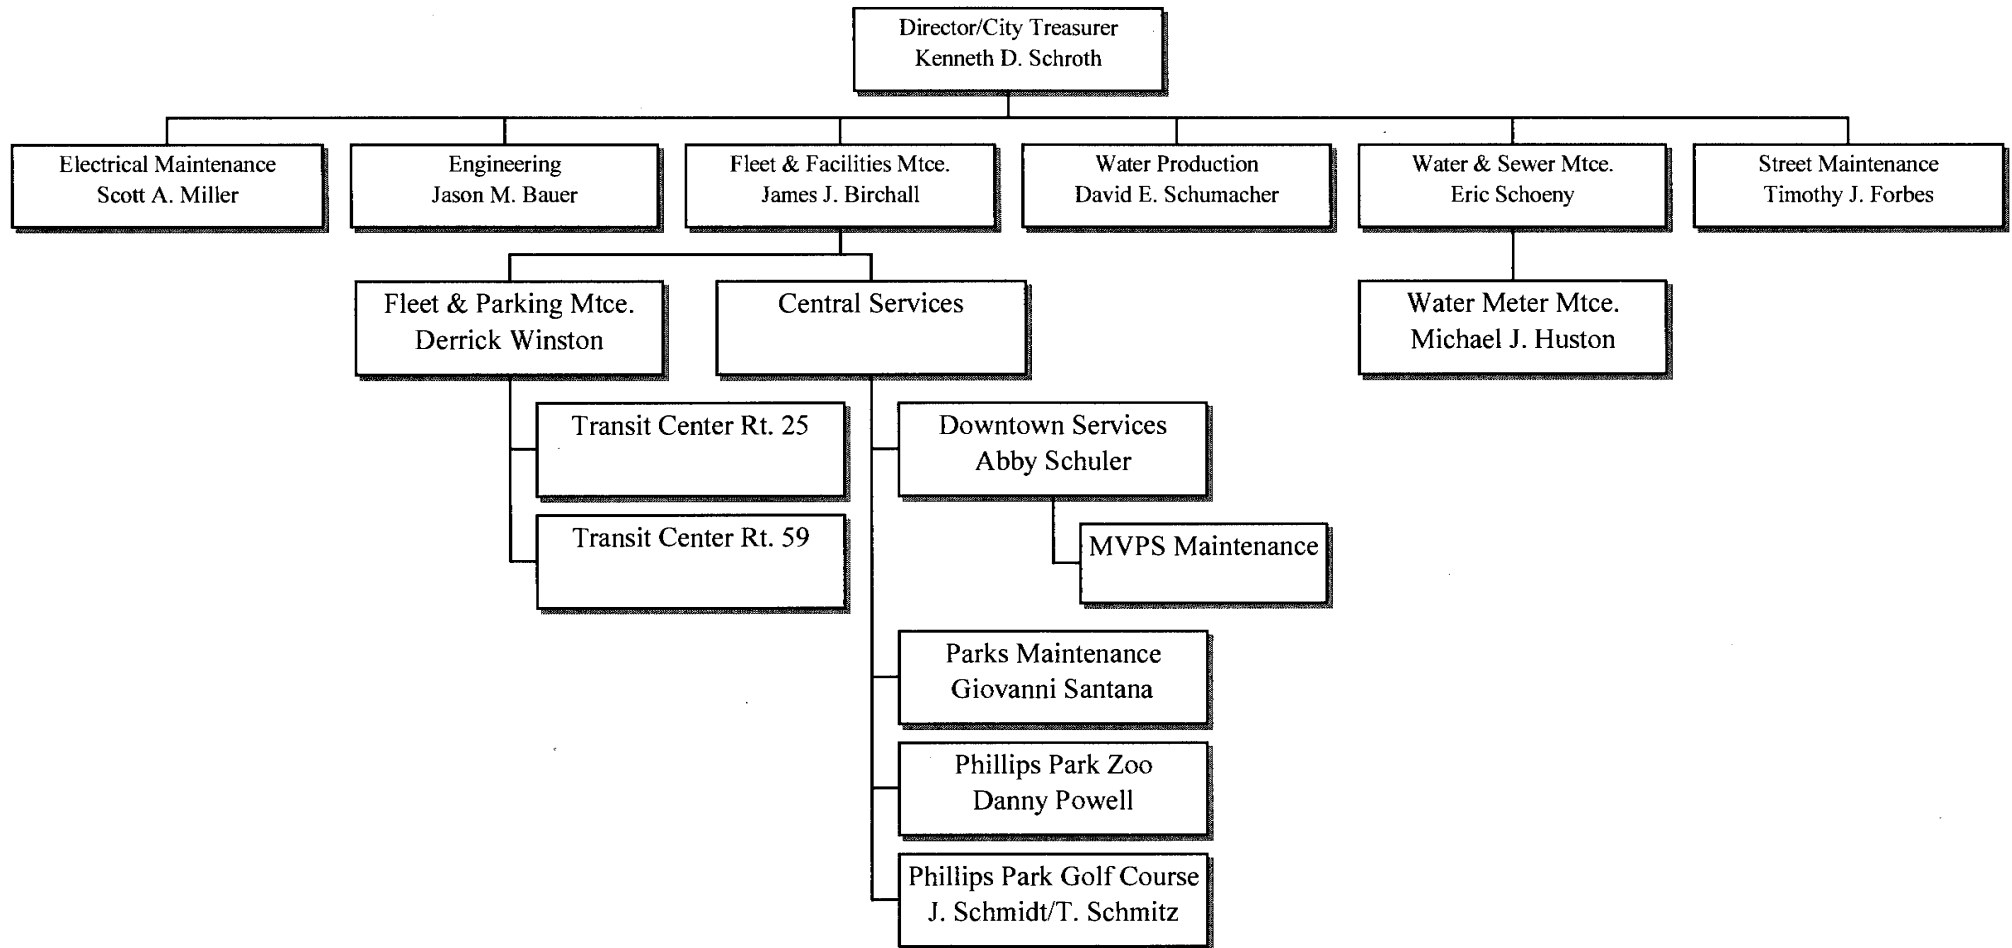 Director/City Treasurer
Kenneth D. Schroth
Electrical Maintenance
Scott A. Miller
Engineering
Jason M. Bauer
Fleet & Facilities Mtce.
James J. Birchall
Water Production
David E. Schumacher
Water & Sewer Mtce.
Eric Schoeny
Street Maintenance
Timothy J. Forbes
Fleet & Parking Mtce.
Derrick Winston
Central Services
Water Meter Mtce.
Michael J. Huston
Transit Center Rt. 25
Transit Center Rt. 59
Downtown Services
Abby Schuler
MVPS Maintenance
Parks Maintenance
Giovanni Santana
Phillips Park Zoo
Danny Powell
Phillips Park Golf Course
J. Schmidt/T. Schmitz